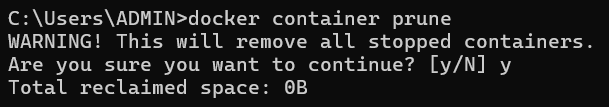 C:\Users\ADMIN>docker container prune
WARNING! This will remove all stopped containers.
Are you sure you want to continue? [y/N] y
Total reclaimed space: 0B